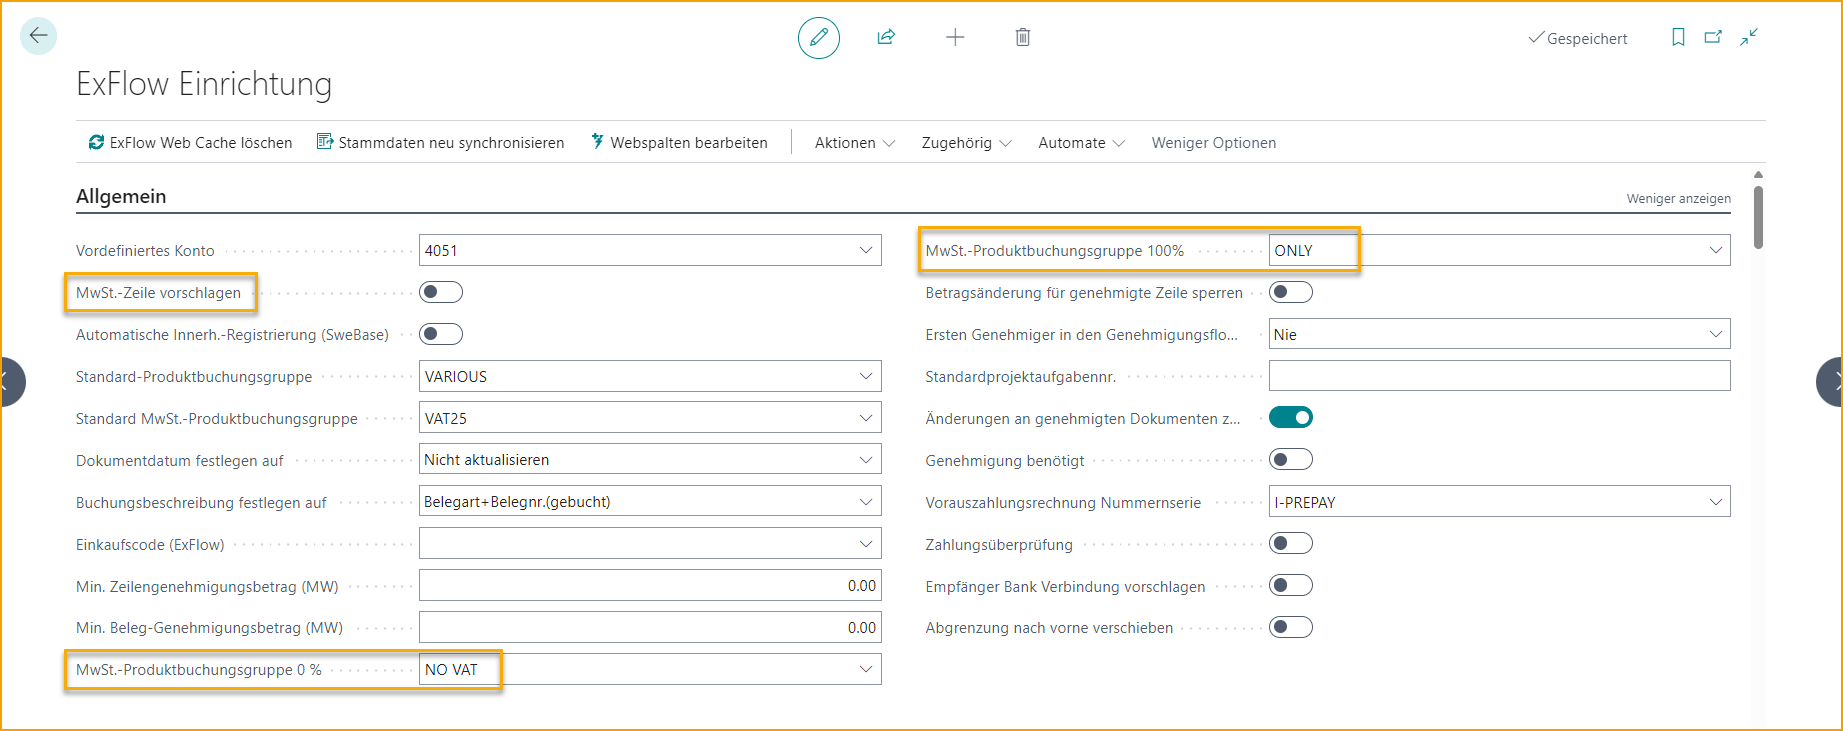 Gespeichert
ExFlow Einrichtung
ExFlow Web Cache löschen Stammdaten neu synchronisieren Webspalten bearbeiten Aktionen Zugehörig Automate Weniger Optionen
Allgemein Weniger anzeigen
Vordefiniertes Konto 4051
MwSt.-Zeile vorschlagen
Automatische Innerh.-Registrierung (SweBase)
Standard-Produktbuchungsgruppe VARIOUS
Standard MwSt.-Produktbuchungsgruppe VAT25
Dokumentdatum festlegen auf Nicht aktualisieren
Buchungsbeschreibung festlegen auf Belegart+Belegnr.(gebucht)
Einkaufscode (ExFlow)
Min. Zeilengenehmigungsbetrag (MW) 0.00
Min. Beleg-Genehmigungsbetrag (MW) 0.00
MwSt.-Produktbuchungsgruppe 0 % NO VAT
MwSt.-Produktbuchungsgruppe 100% ONLY
Betragsänderung für genehmigte Zeile sperren
Ersten Genehmiger in den Genehmigungsflo... Nie
Standardprojektaufgabennr.
Änderungen an genehmigten Dokumenten z...
Genehmigung benötigt
Vorauszahlungsrechnung Nummernserie I-PREPAY
Zahlungsüberprüfung
Empfänger Bank Verbindung vorschlagen
Abgrenzung nach vorne verschieben